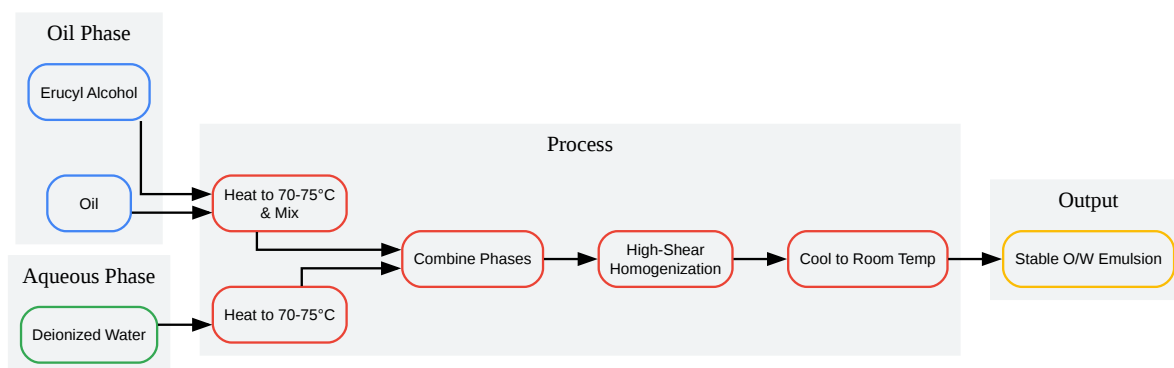 Oil Phase
Erucyl Alcohol
Oil
Aqueous Phase
Deionized Water
Process
Heat to 70-75°C
& Mix
Heat to 70-75°C
Combine Phases
High-Shear
Homogenization
Cool to Room Temp
Output
Stable O/W Emulsion